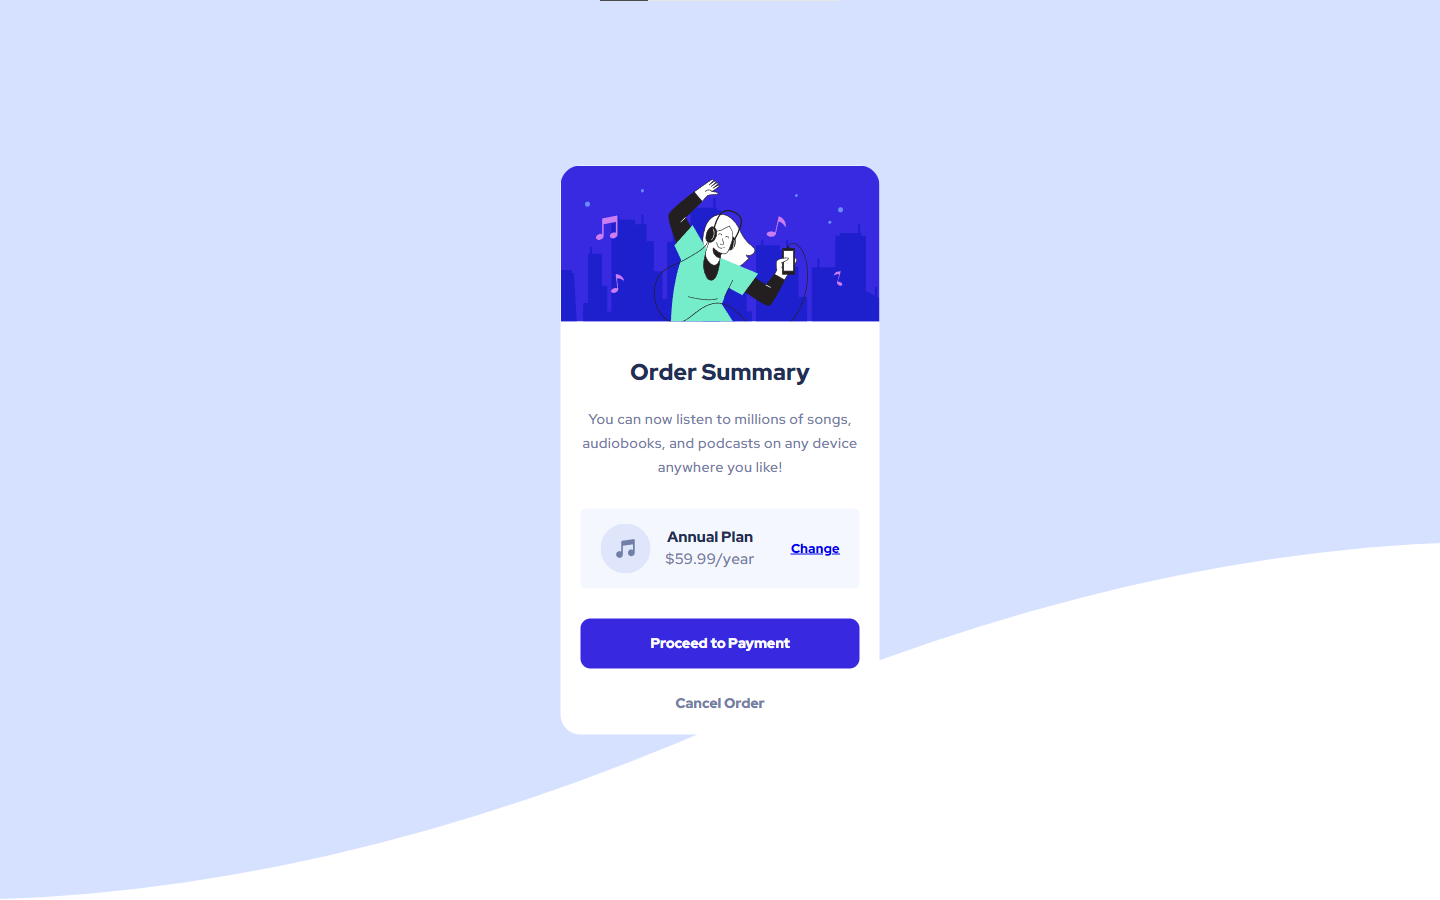 Order Summary
You can now listen to millions of songs,
audiobooks, and podcasts on any device
anywhere you like!
Annual Plan
$59.99/year
Change
Proceed to Payment
Cancel Order